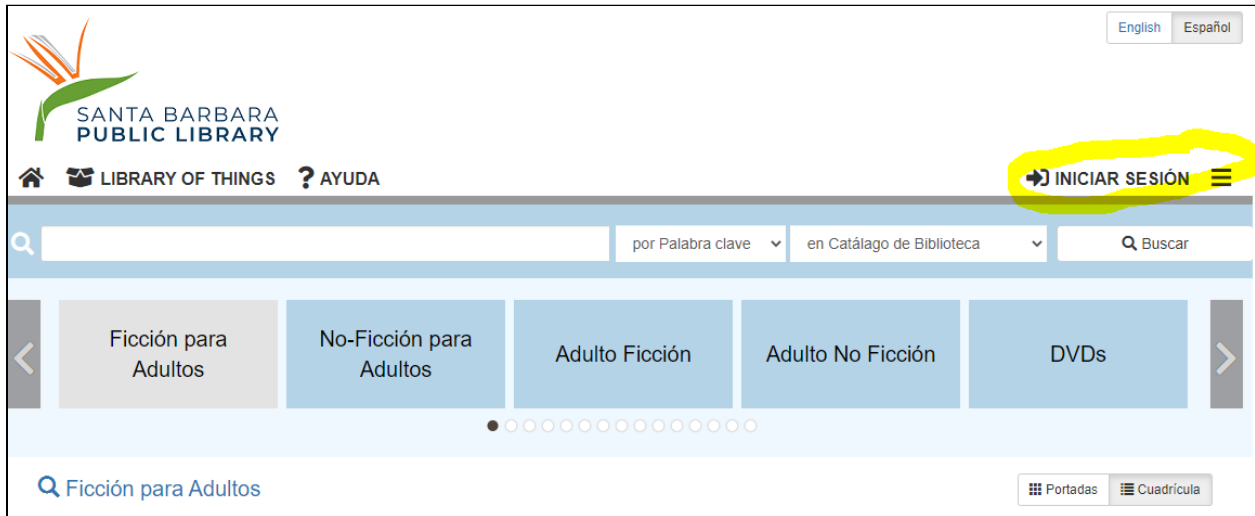 English Español
SANTA BARBARA
PUBLIC LIBRARY
LIBRARY OF THINGS ? AYUDA INICIAR SESIÓN
por Palabra clave en Catálago de Biblioteca Buscar
Ficción para
Adultos
No-Ficción para
Adultos
Adulto Ficción
Adulto No Ficción
DVDs
Ficción para Adultos
Portadas Cuadrícula